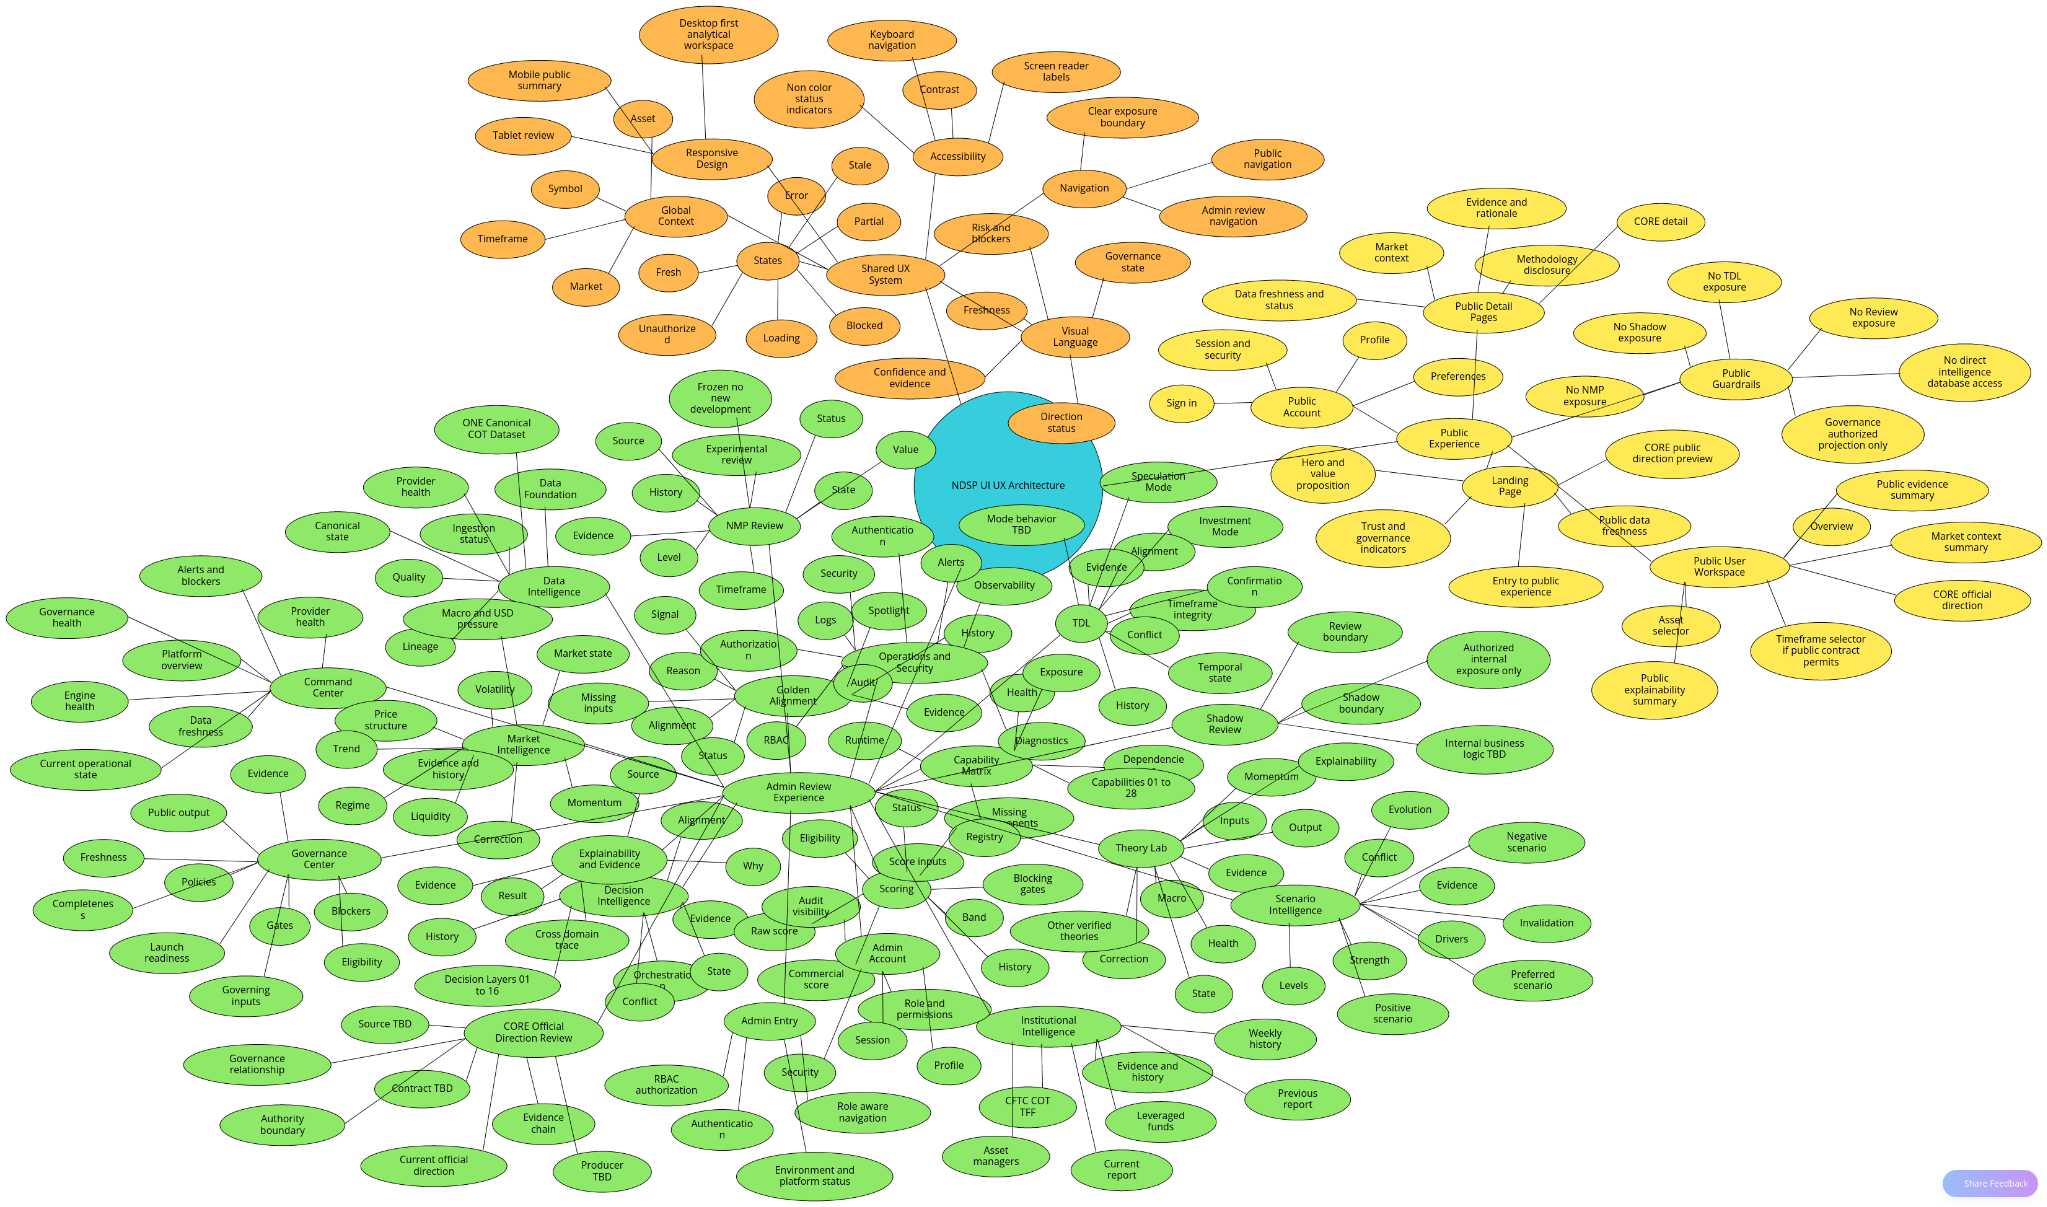 Desktop first
analytical
workspace
Keyboard
navigation
Mobile public
summary
Screen reader
labels
Non color
status
indicators
Contrast
Asset
Clear exposure
boundary
Tablet review
Responsive
Design
Accessibility
Public
navigation
Stale
Symbol
Error
Navigation
Global
Context
Partial
Admin review
navigation
Timeframe
Risk and
blockers
States
Fresh
Shared UX
System
Governance
state
Market
Unauthorize
d
Loading
Blocked
Freshness
Visual
Language
Confidence and
evidence
Direction
status
Evidence and
rationale
CORE detail
Market
context
Methodology
disclosure
No TDL
exposure
Data freshness and
status
Public Detail
Pages
No Review
exposure
No Shadow
exposure
Session and
security
Profile
Preferences
Public
Guardrails
No direct
intelligence
database access
No NMP
exposure
Sign in
Public
Account
Governance
authorized
projection only
Public
Experience
CORE public
direction preview
Hero and
value
proposition
Landing
Page
Public evidence
summary
Trust and
governance
indicators
Public data
freshness
Overview
Market context
summary
Public User
Workspace
Entry to public
experience
CORE official
direction
Asset
selector
Timeframe selector
if public contract
permits
Public
explainability
summary
NDSP UI UX Architecture
Frozen no
new
development
Status
ONE Canonical
COT Dataset
Source
Experimental
review
Value
Provider
health
Data
Foundation
History
State
Speculation
Mode
Canonical
state
Ingestion
status
Evidence
NMP Review
Authenticatio
n
Mode behavior
TBD
Investment
Mode
Level
Alignment
Alerts and
blockers
Quality
Data
Intelligence
Timeframe
Security
Alerts
Observability
Evidence
Confirmatio
n
Governance
health
Provider
health
Macro and USD
pressure
Signal
Logs
Spotlight
Timeframe
integrity
TDL
Conflict
Review
boundary
Lineage
Market state
Authorizatio
n
History
Platform
overview
Operations and
Security
Temporal
state
Authorized
internal
exposure only
Command
Center
Reason
Audit
Exposure
Engine
health
Volatility
Missing
inputs
Golden
Alignment
Health
History
Shadow
boundary
Data
freshness
Price
structure
Alignment
Evidence
Shadow
Review
Trend
Market
Intelligence
RBAC
Runtime
Diagnostics
Internal business
logic TBD
Current operational
state
Evidence and
history
Status
Capability
Matrix
Dependencie
Capabilities 01 to
28
Momentum
Explainability
Evidence
Source
Admin Review
Experience
Regime
Liquidity
Momentum
Status
Missing
Evolution
Public output
Alignment
Inputs
Output
Correction
Eligibility
Registry
Negative
scenario
Freshness
Governance
Center
Explainability
and Evidence
Why
Score inputs
Theory Lab
Conflict
Policies
Evidence
Result
Decision
Intelligence
Scoring
Blocking
gates
Evidence
Evidence
Completenes
s
Blockers
Audit
visibility
Macro
Scenario
Intelligence
Gates
Evidence
Raw score
Band
Invalidation
History
Cross domain
trace
Other verified
theories
Health
Drivers
Launch
readiness
Eligibility
Admin
Account
Correction
Strength
Governing
inputs
Decision Layers 01
to 16
Orchestratio
State
Commercial
score
History
Levels
Preferred
scenario
Conflict
State
Positive
scenario
Source TBD
CORE Official
Direction Review
Admin Entry
Role and
permissions
Institutional
Intelligence
Weekly
history
Governance
relationship
Session
Contract TBD
RBAC
authorization
Security
Profile
Evidence and
history
Previous
report
Authority
boundary
Evidence
chain
Authenticatio
n
Role aware
navigation
CFTC COT
TFF
Leveraged
funds
Current official
direction
Producer
TBD
Environment and
platform status
Asset
managers
Current
report
Share Feedback